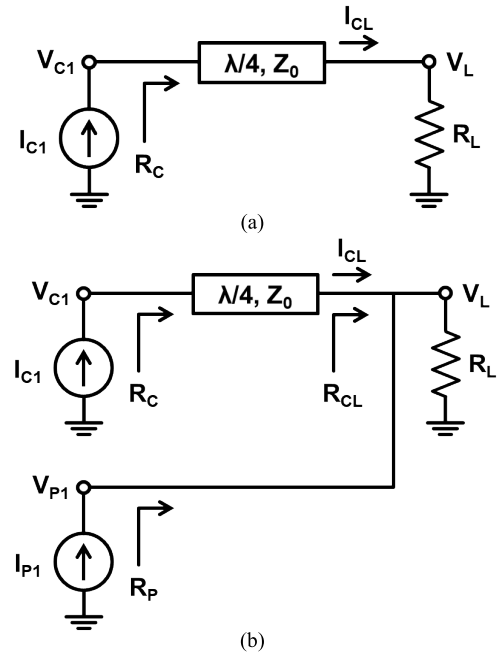 I_CL
V_C1
λ/4, Z_0
V_L
I_C1
R_C
R_L
(a)
I_CL
V_C1
λ/4, Z_0
V_L
I_C1
R_C
R_CL
R_L
V_P1
I_P1
R_P
(b)